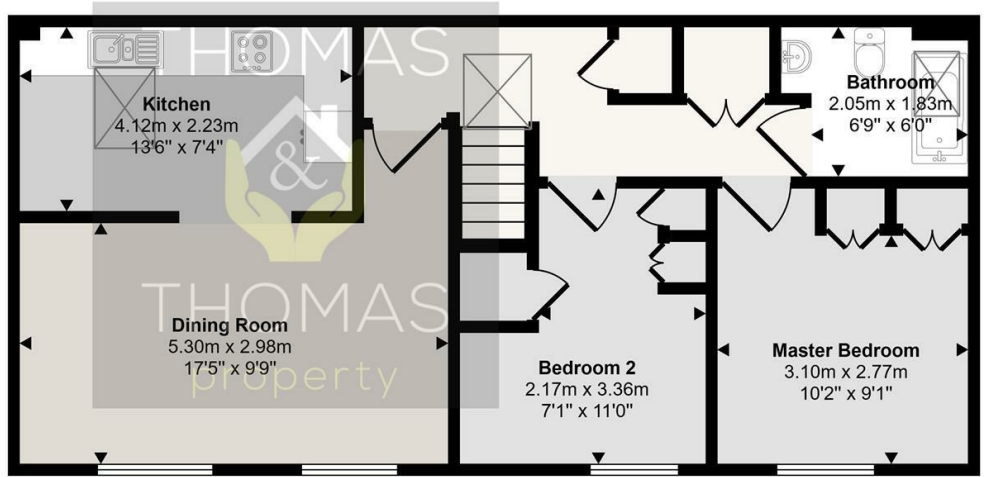 THOMAS
&
THOMAS
property
Kitchen
4.12m x 2.23m
13'6" x 7'4"
Bathroom
2.05m x 1.83m
6'9" x 6'0"
Dining Room
5.30m x 2.98m
17'5" x 9'9"
Bedroom 2
2.17m x 3.36m
7'1" x 11'0"
Master Bedroom
3.10m x 2.77m
10'2" x 9'1"